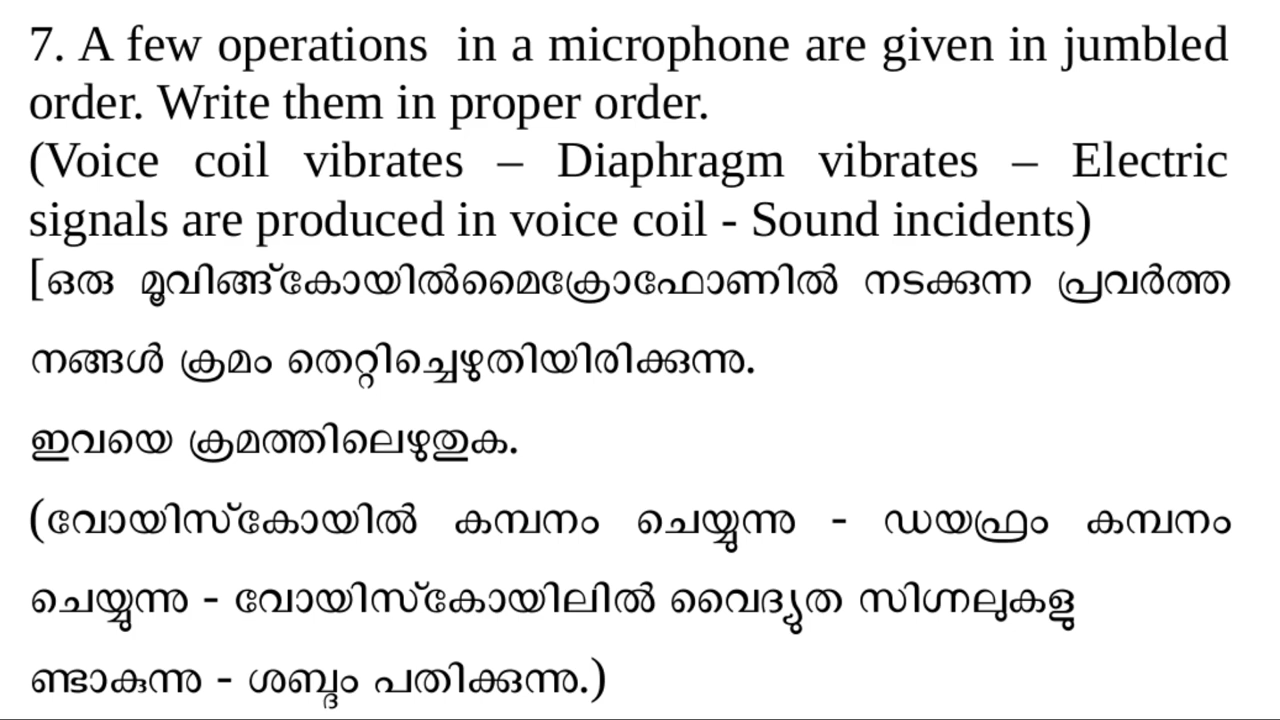 7. A few operations in a microphone are given in jumbled
order. Write them in proper order.
(Voice coil vibrates – Diaphragm vibrates – Electric
signals are produced in voice coil - Sound incidents)
[ഒരു മൂവിങ്ങ്കോയിൽമൈക്രോഫോണിൽ നടക്കുന്ന പ്രവർത്ത
നങ്ങൾ ക്രമം തെറ്റിച്ചെഴുതിയിരിക്കുന്നു.
ഇവയെ ക്രമത്തിലെഴുതുക.
(വോയിസ്കോയിൽ കമ്പനം ചെയ്യുന്നു - ഡയഫ്രം കമ്പനം
ചെയ്യുന്നു - വോയിസ്കോയിലിൽ വൈദ്യുത സിഗ്നലുകളു
ണ്ടാകുന്നു - ശബ്ദം പതിക്കുന്നു.)